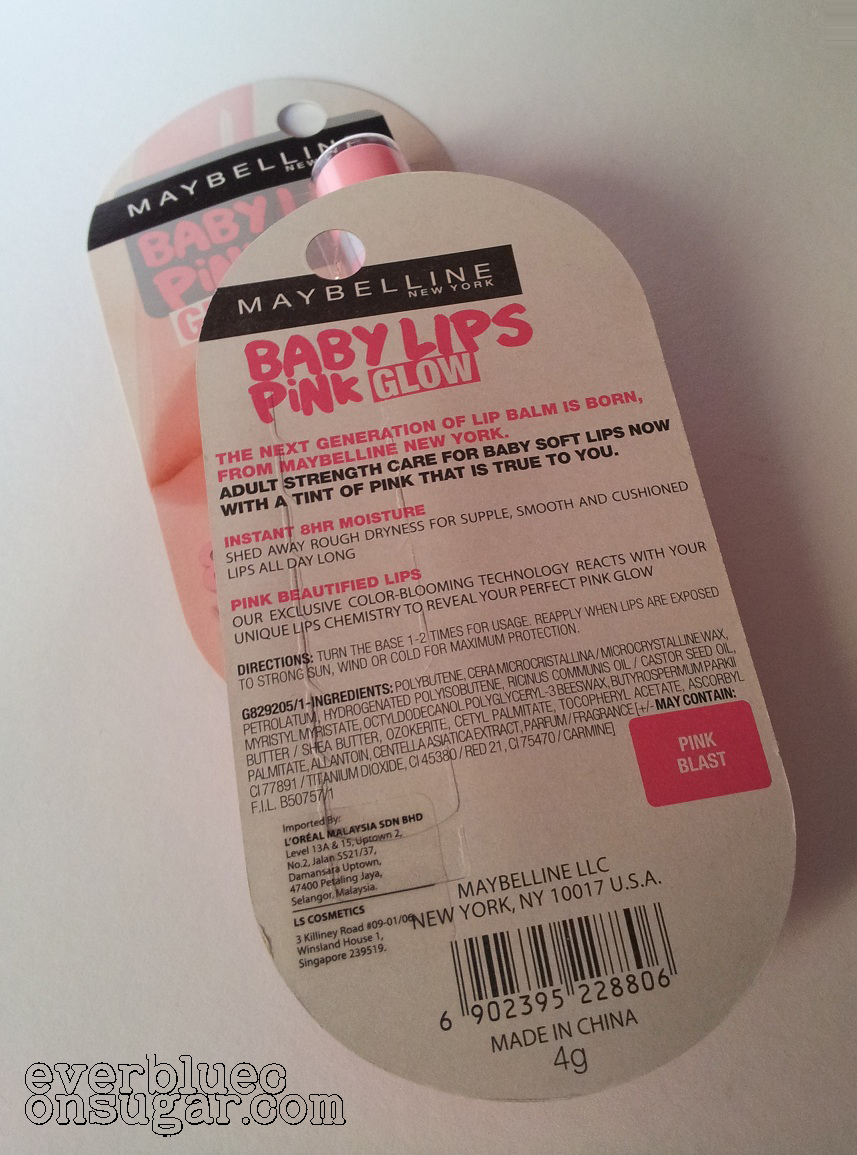 MAYBELLINE
NEW
BABY
PiNK
G
MAYBELLINE
NEW YORK
BABY LIPS
PiNK GLOW
THE NEXT GENERATION OF LIP BALM IS BORN,
FROM MAYBELLINE NEW YORK.
ADULT STRENGTH CARE FOR BABY SOFT LIPS NOW
WITH A TINT OF PINK THAT IS TRUE TO YOU.
INSTANT 8HR MOISTURE
SHED AWAY ROUGH DRYNESS FOR SUPPLE, SMOOTH AND CUSHIONED
LIPS ALL DAY LONG
PINK BEAUTIFIED LIPS
OUR EXCLUSIVE COLOR-BLOOMING TECHNOLOGY REACTS WITH YOUR
UNIQUE LIPS CHEMISTRY TO REVEAL YOUR PERFECT PINK GLOW
DIRECTIONS: TURN THE BASE 1-2 TIMES FOR USAGE. REAPPLY WHEN LIPS ARE EXPOSED
TO STRONG SUN, WIND OR COLD FOR MAXIMUM PROTECTION.
G829205/1-INGREDIENTS: POLYBUTENE, CERA MICROCRISTALLINA / MICROCRYSTALLINE WAX,
PETROLATUM, HYDROGENATED POLYISOBUTENE, RICINUS COMMUNIS OIL / CASTOR SEED OIL,
MYRISTYL MYRISTATE, OCTYLDODECANOL POLYGLYCERYL-3 BEESWAX, BUTYROSPERMUM PARKII
BUTTER / SHEA BUTTER, OZOKERITE, CETYL PALMITATE, TOCOPHERYL ACETATE, ASCORBYL
PALMITATE, ALLANTOIN, CENTELLA ASIATICA EXTRACT, PARFUM / FRAGRANCE [+/- MAY CONTAIN:
CI 77891 / TITANIUM DIOXIDE, CI 45380 / RED 21, CI 75470 / CARMINE]
F.I.L. B50757/1
PINK
BLAST
Imported By:
L'ORÉAL MALAYSIA SDN BHD
Level 13A & 15, Uptown 2,
No.2, Jalan SS21/37,
Damansara Uptown,
47400 Petaling Jaya,
Selangor, Malaysia.
LS COSMETICS
3 Killiney Road #09-01/06
Winsland House 1,
Singapore 239519.
MAYBELLINE LLC
NEW YORK, NY 10017 U.S.A.
6 902395 228806
MADE IN CHINA
4g
everbluec
onsugar.com